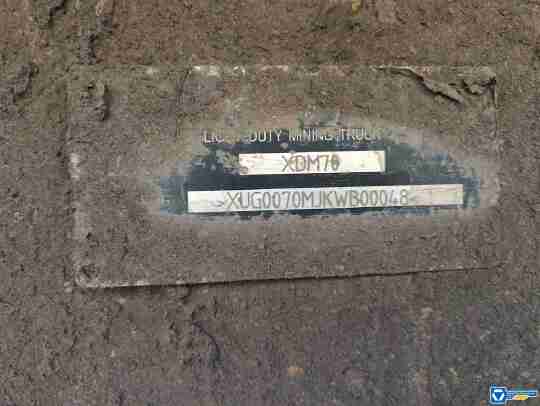 DUTY MINING TRUCK
XDM70
XUG0070MJKWB00048